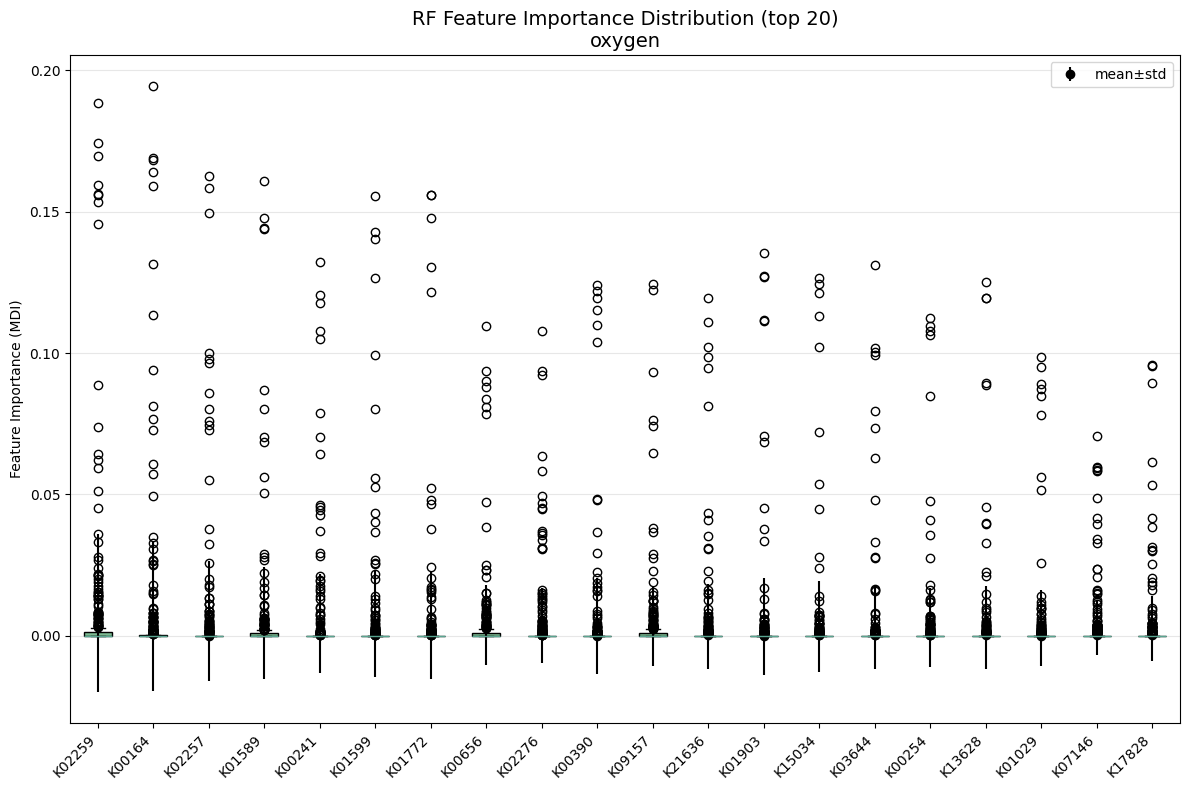 RF Feature Importance Distribution (top 20)
oxygen
mean±std
Feature Importance (MDI)
0.20
0.15
0.10
0.05
0.00
K02259
K00164
K02257
K01589
K00241
K01599
K01772
K00656
K02276
K00390
K09157
K21636
K01903
K15034
K03644
K00254
K13628
K01029
K07146
K17828